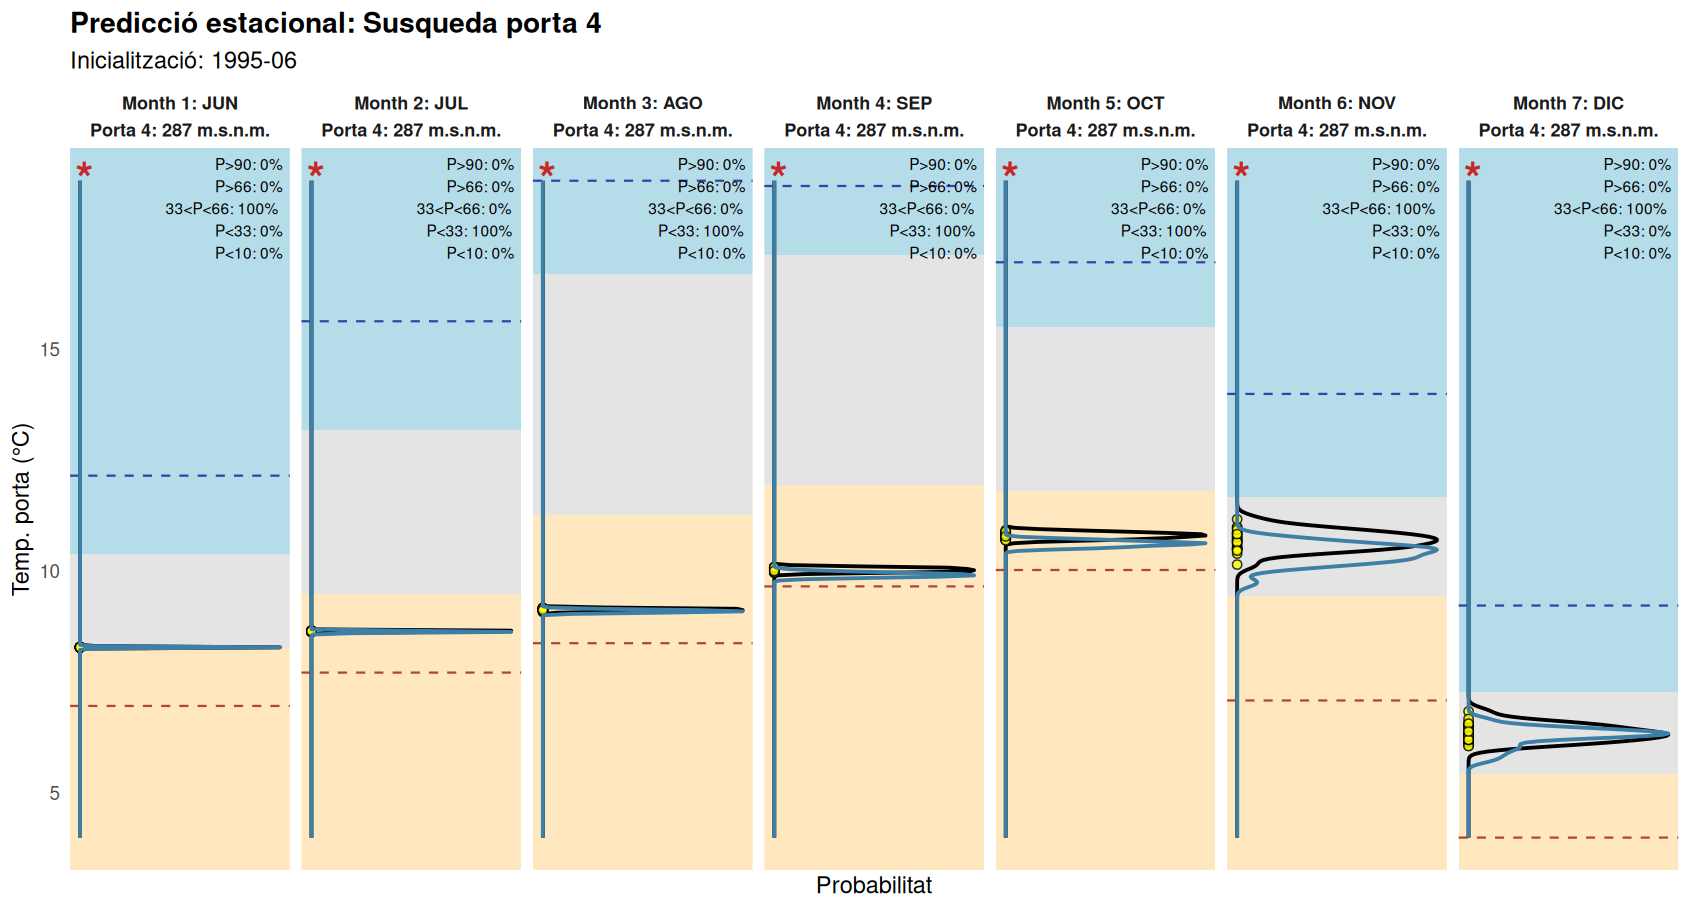 Predicció estacional: Susqueda porta 4
Inicialització: 1995-06
Month 1: JUN
Porta 4: 287 m.s.n.m.
Month 2: JUL
Porta 4: 287 m.s.n.m.
Month 3: AGO
Porta 4: 287 m.s.n.m.
Month 4: SEP
Porta 4: 287 m.s.n.m.
Month 5: OCT
Porta 4: 287 m.s.n.m.
Month 6: NOV
Porta 4: 287 m.s.n.m.
Month 7: DIC
Porta 4: 287 m.s.n.m.
*
P>90: 0%
P>66: 0%
33<P<66: 100%
P<33: 0%
P<10: 0%
*
P>90: 0%
P>66: 0%
33<P<66: 0%
P<33: 100%
P<10: 0%
*
P>90: 0%
P>66: 0%
33<P<66: 0%
P<33: 100%
P<10: 0%
*
P>90: 0%
P>66: 0%
33<P<66: 0%
P<33: 100%
P<10: 0%
*
P>90: 0%
P>66: 0%
33<P<66: 0%
P<33: 100%
P<10: 0%
*
P>90: 0%
P>66: 0%
33<P<66: 100%
P<33: 0%
P<10: 0%
*
P>90: 0%
P>66: 0%
33<P<66: 100%
P<33: 0%
P<10: 0%
Temp. porta (°C)
15
10
5
Probabilitat